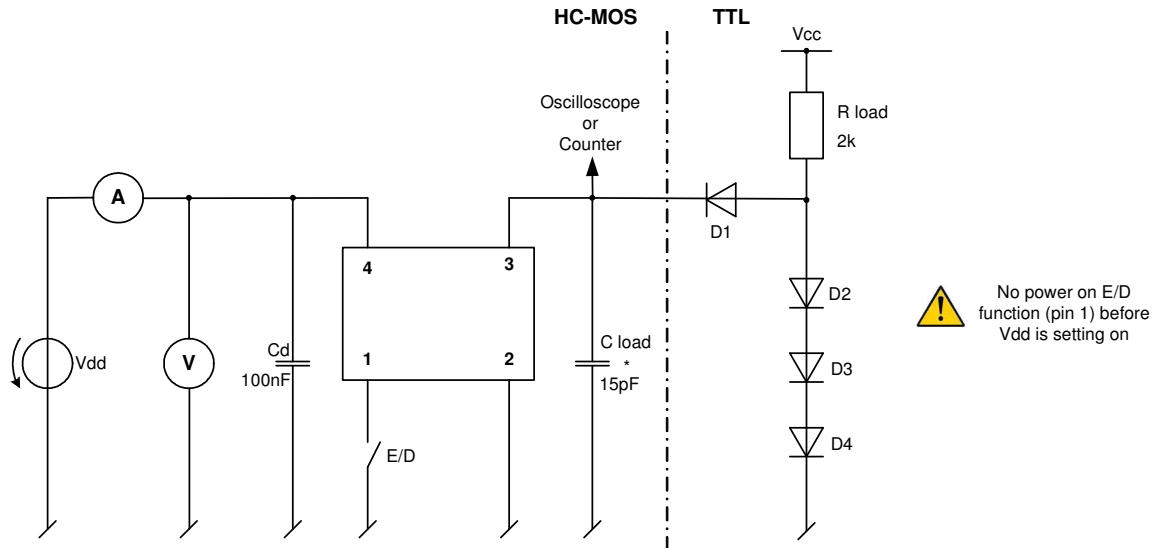 HC-MOS
TTL
Vcc
Oscilloscope
or
Counter
R load
2k
A
D1
4
3
D2
No power on E/D
function (pin 1) before
Vdd is setting on
Vdd
V
Cd
100nF
1
2
C load
*
15pF
D3
E/D
D4